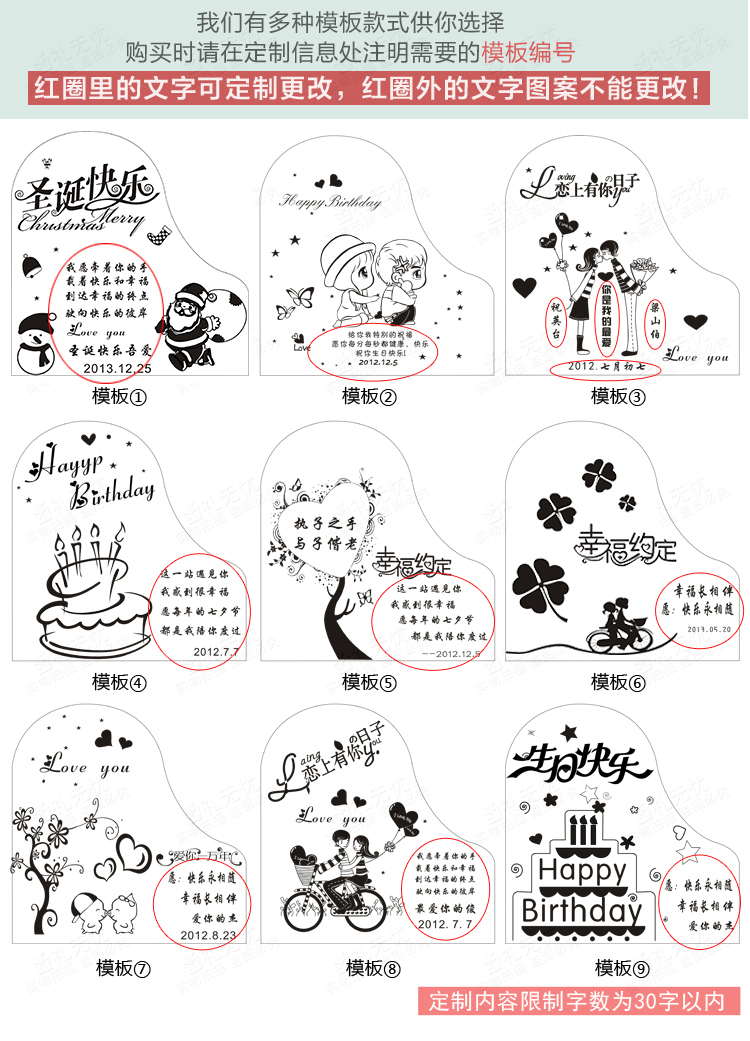 我们有多种模板款式供你选择
购买时请在定制信息处注明需要的模板编号
红圈里的文字可定制更改，红圈外的文字图案不能更改！
圣诞快乐
Merry
Christmas
我愿牵着你的手
载着快乐和幸福
到达幸福的终点
驶向快乐的彼岸
Love you
圣诞快乐吾爱
2013.12.25
模板①
Happy Birthday
给你我特别的祝福
愿你每分每秒都健康、快乐
祝你生日快乐!
2012.12.5
Love
模板②
Loving
恋上有你の日子
you
祝英台
你是我的最爱
梁山伯
Love you
2012.七月初七
模板③
Hayyp
Birthday
这一站遇见你
我感到很幸福
愿每年的七夕节
都是我陪你度过
2012.7.7
模板④
执子之手
与子偕老
幸福约定
这一站遇见你
我感到很幸福
愿每年的七夕节
都是我陪你度过
--2012.12.5
模板⑤
幸福约定
幸福长相伴
愿：快乐永相随
2013.05.20
模板⑥
Love you
爱你一万年
愿：快乐永相随
幸福长相伴
爱你的杰
2012.8.23
模板⑦
Laing
恋上有你の日子
you
Love you
我愿牵着你的手
载着快乐和幸福
到达幸福的终点
驶向快乐的彼岸
最爱你的俊
2012.7.7
模板⑧
生日快乐
Happy
Birthday
愿：快乐永相随
幸福长相伴
爱你的杰
模板⑨
定制内容限制字数为30字以内